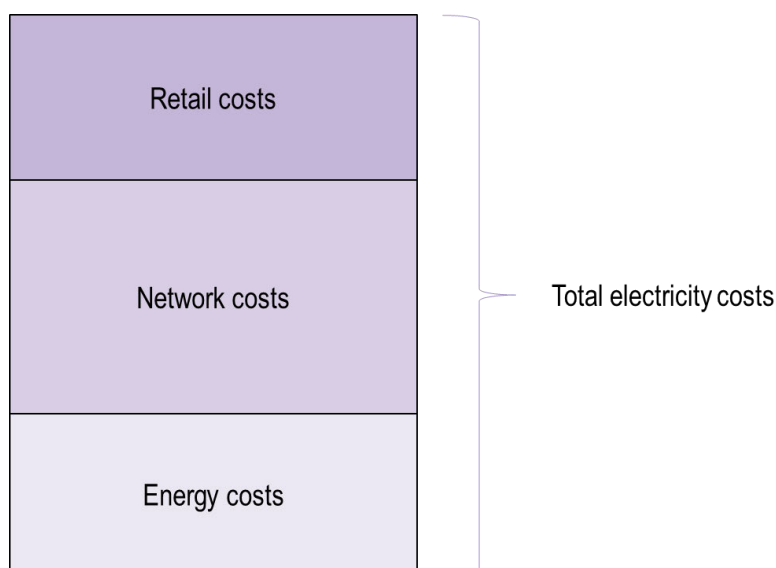 Retail costs
Network costs
Total electricity costs
Energy costs